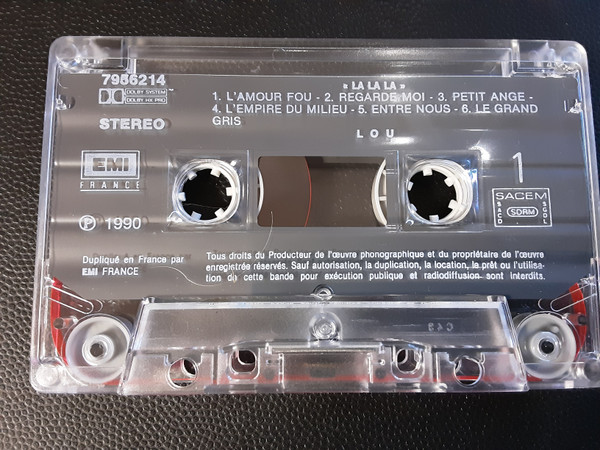 7956214
DOLBY SYSTEM
DOLBY HX PRO
STEREO
« LA LA LA »
1. L'AMOUR FOU - 2. REGARDE MOI - 3. PETIT ANGE -
4. L'EMPIRE DU MILIEU - 5. ENTRE NOUS - 6. LE GRAND
GRIS
LOU
EMI
FRANCE
1
SACEM
SACD SDRM SGDL
℗ 1990
Dupliqué en France par
EMI FRANCE
Tous droits du Producteur de l'œuvre phonographique et du propriétaire de l'œuvre
enregistrée réservés. Sauf autorisation, la duplication, la location, le prêt ou l'utilisa-
tion de cette bande pour exécution publique et radiodiffusion sont interdits.